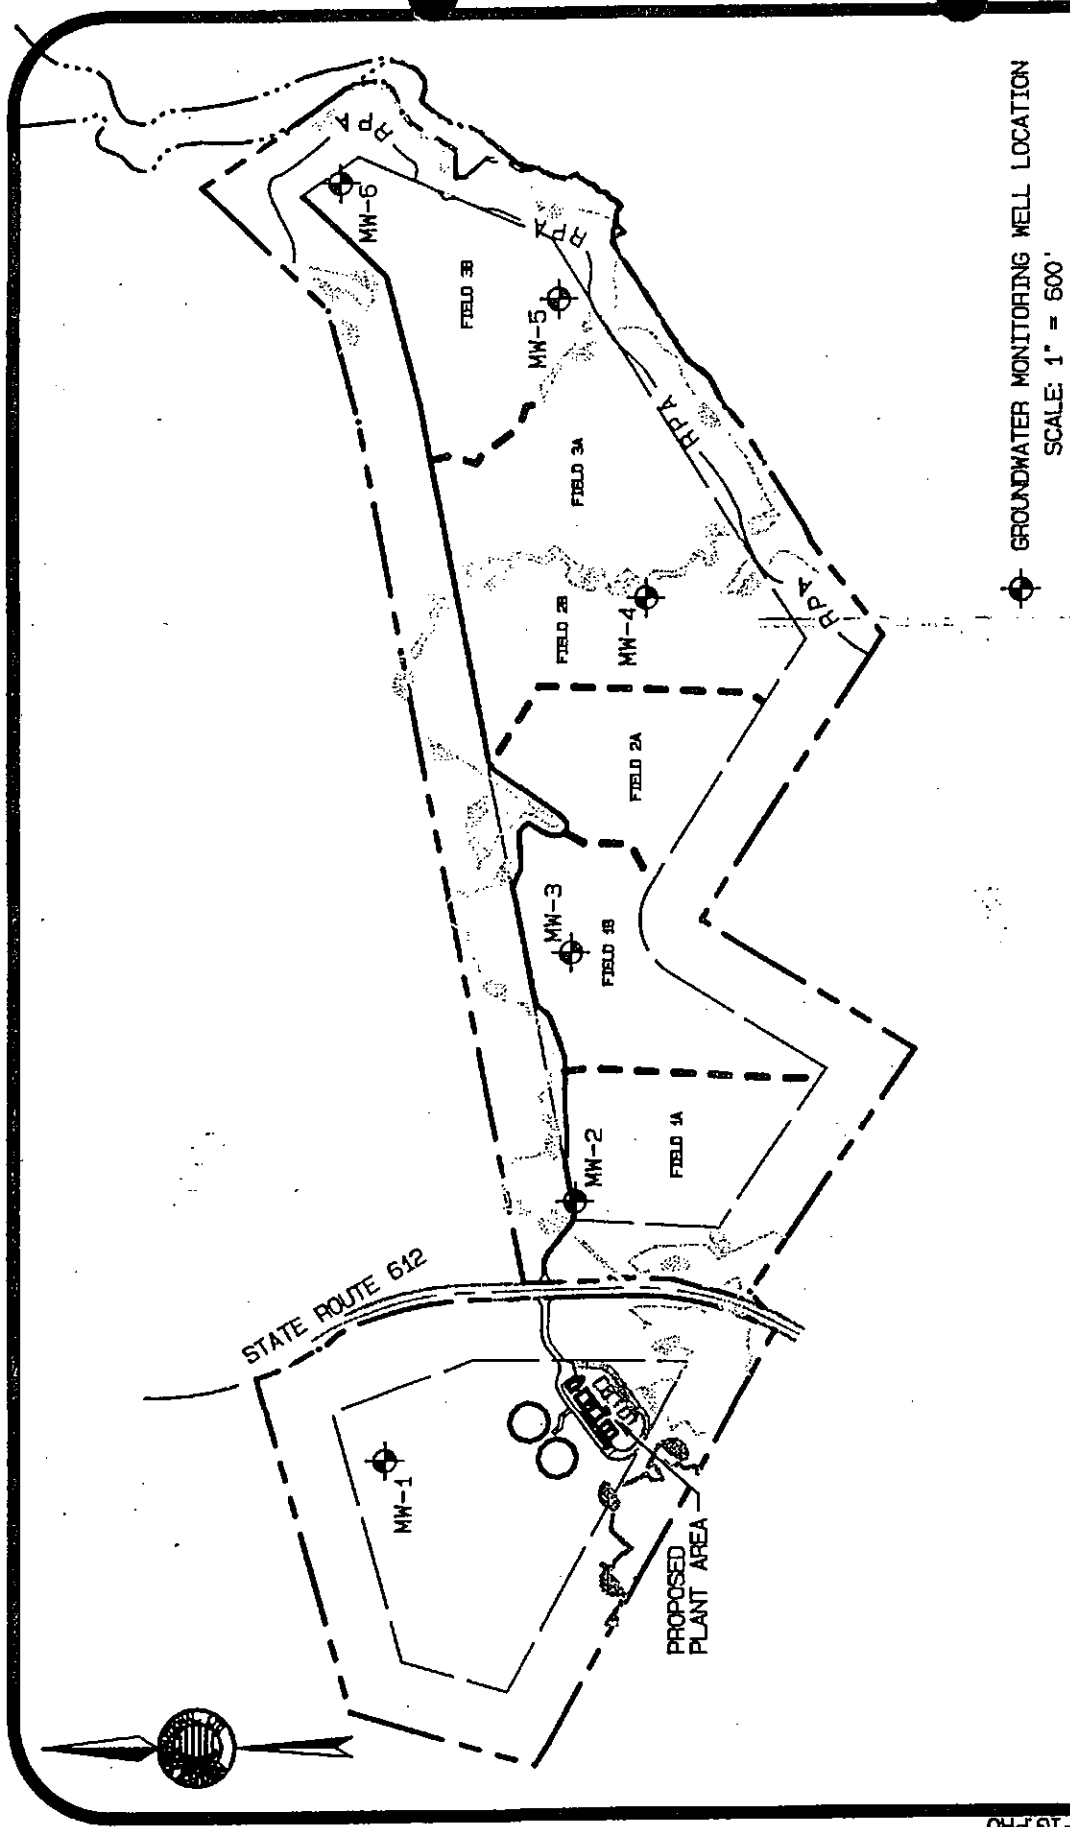 STATE ROUTE 612
MW-1
PROPOSED
PLANT AREA
MW-2
FIELD 1A
MW-3
FIELD 1B
FIELD 2A
FIELD 2B
MW-4
FIELD 3A
FIELD 3B
MW-5
MW-6
RPA
RPA
RPA
RPA
GROUNDWATER MONITORING WELL LOCATION
SCALE: 1" = 600'